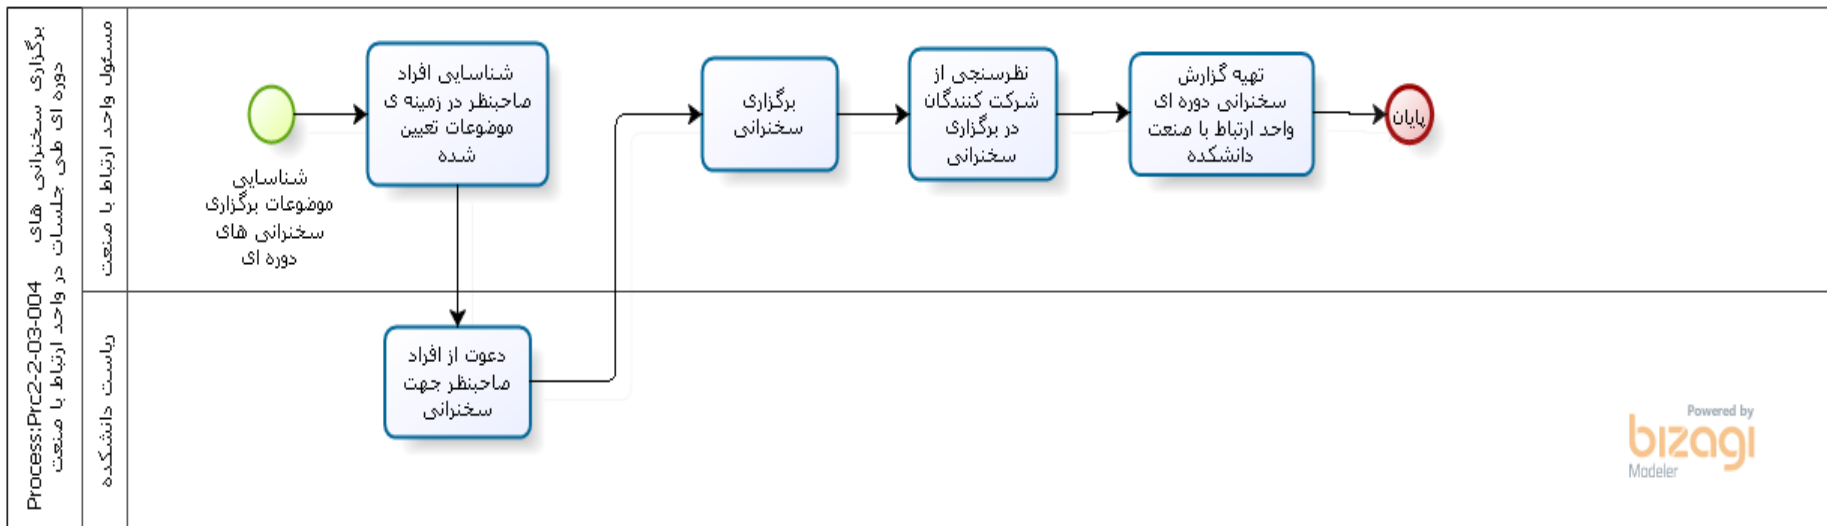 Process:Prc2-2-03-004 برگزاری سخنرانی های
دوره ای طی جلسات در واحد ارتباط با صنعت
مسئول واحد ارتباط با صنعت
ریاست دانشکده
شناسایی
موضوعات برگزاری
سخنرانی های
دوره ای
شناسایی افراد
صاحبنظر در زمینه ی
موضوعات تعیین
شده
دعوت از افراد
صاحبنظر جهت
سخنرانی
برگزاری
سخنرانی
نظرسنجی از
شرکت کنندگان
در برگزاری
سخنرانی
تهیه گزارش
سخنرانی دوره ای
واحد ارتباط با صنعت
دانشکده
پایان
Powered by
bizagi
Modeler